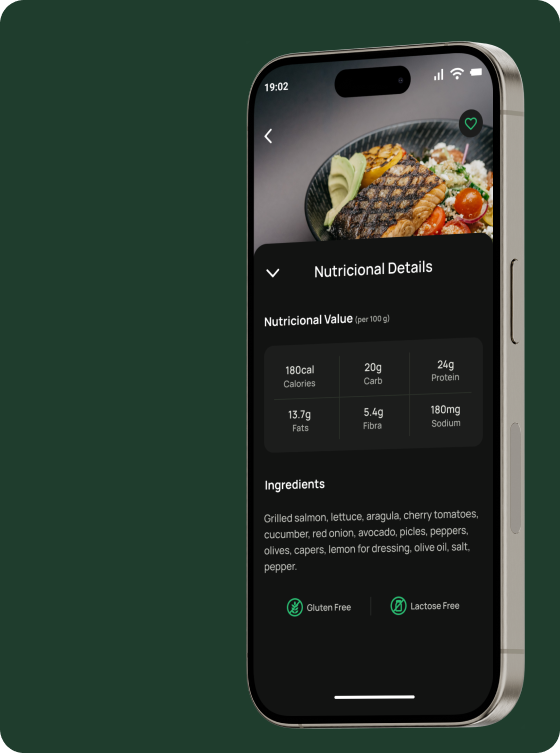 19:02
Nutricional Details
Nutricional Value (per 100 g)
180cal 20g 24g
Calories Carb Protein
13.7g 5.4g 180mg
Fats Fibra Sodium
Ingredients
Grilled salmon, lettuce, aragula, cherry tomatoes,
cucumber, red onion, avocado, picles, peppers,
olives, capers, lemon for dressing, olive oil, salt,
pepper.
Gluten Free Lactose Free